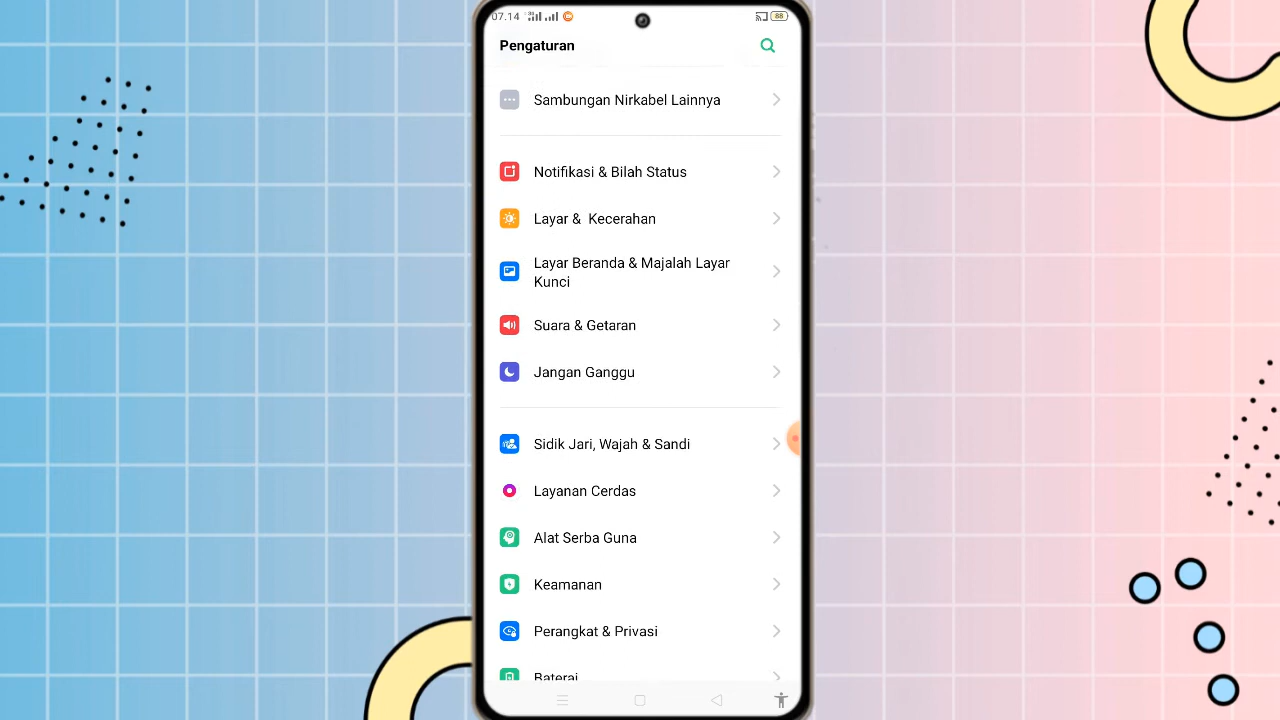 07.14
88
Pengaturan
Sambungan Nirkabel Lainnya
Notifikasi & Bilah Status
Layar & Kecerahan
Layar Beranda & Majalah Layar
Kunci
Suara & Getaran
Jangan Ganggu
Sidik Jari, Wajah & Sandi
Layanan Cerdas
Alat Serba Guna
Keamanan
Perangkat & Privasi
Baterai